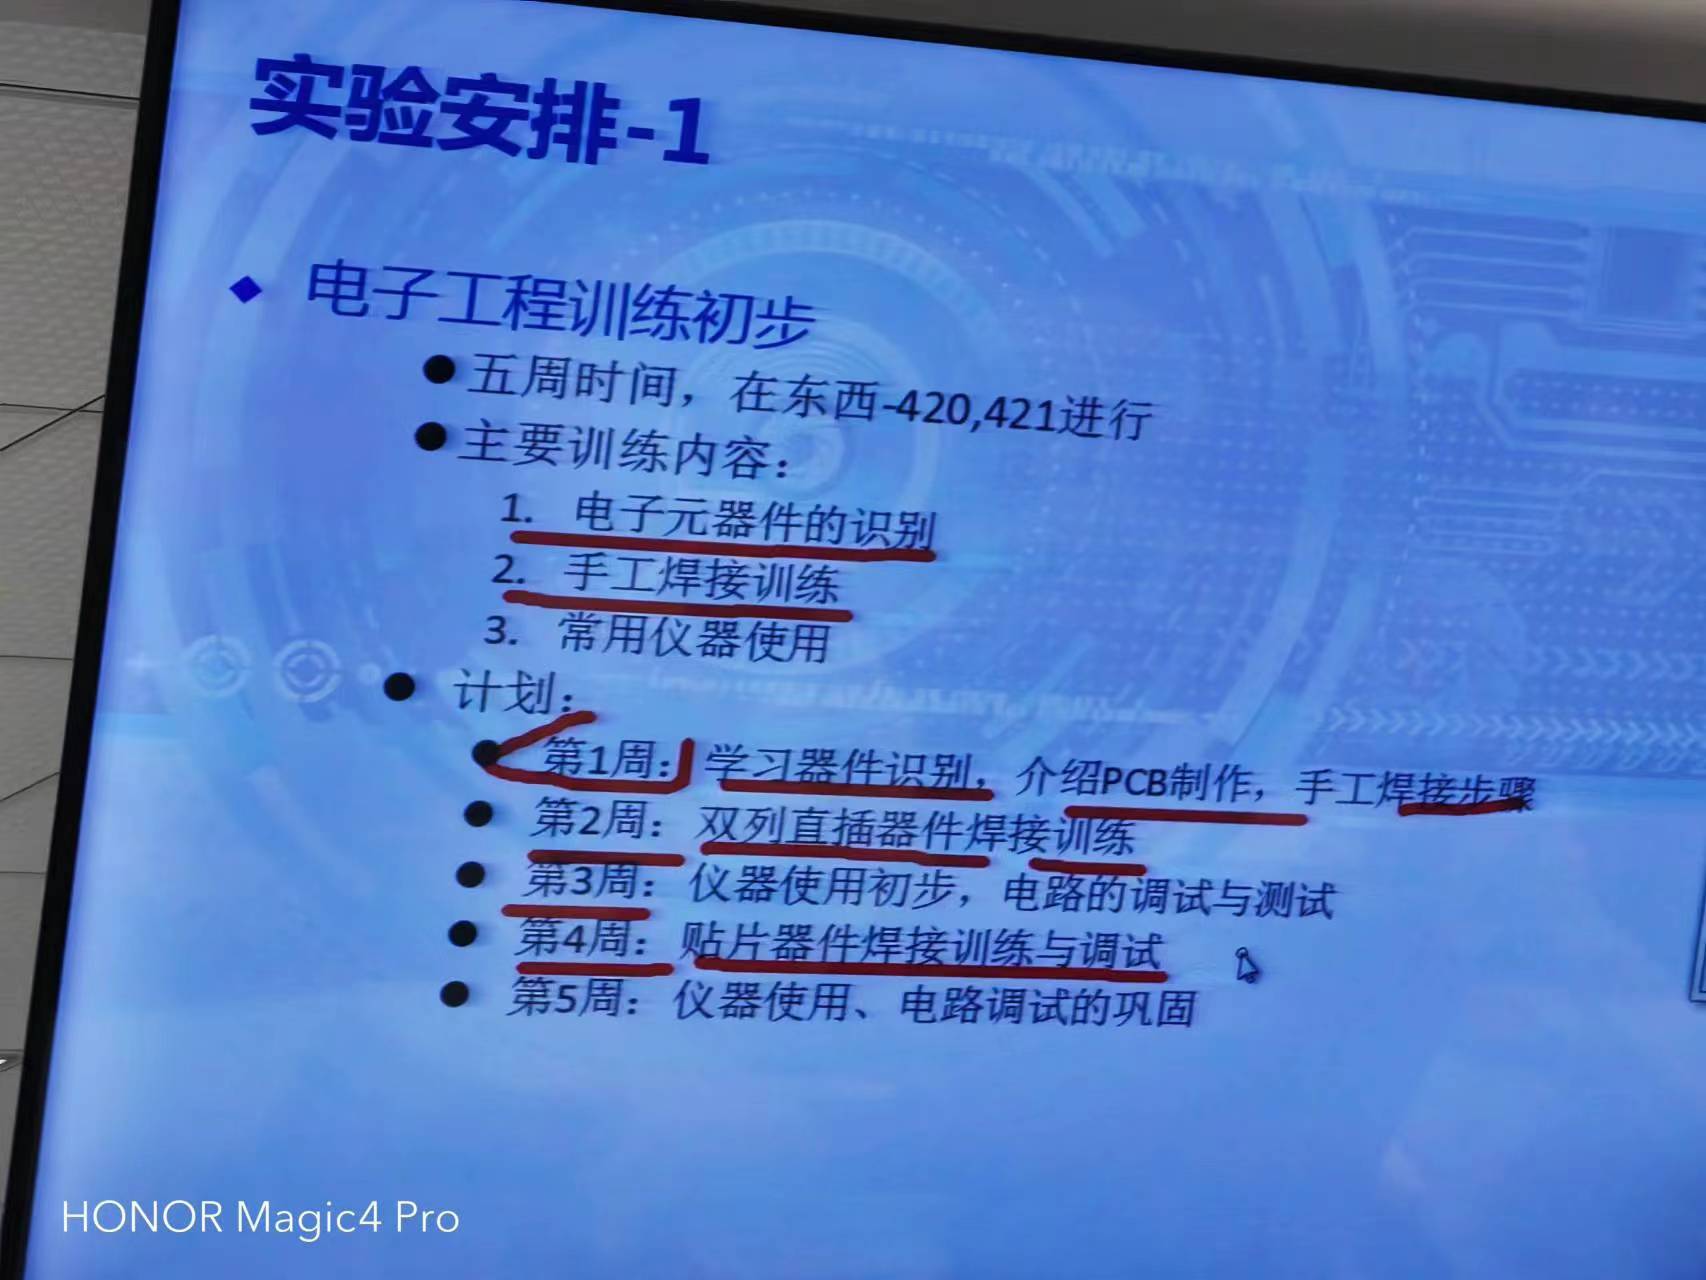 实验安排-1
电子工程训练初步
五周时间，在东西-420,421进行
主要训练内容：
1. 电子元器件的识别
2. 手工焊接训练
3. 常用仪器使用
计划：
第1周：学习器件识别，介绍PCB制作，手工焊接步骤
第2周：双列直插器件焊接训练
第3周：仪器使用初步，电路的调试与测试
第4周：贴片器件焊接训练与调试
第5周：仪器使用、电路调试的巩固
HONOR Magic4 Pro